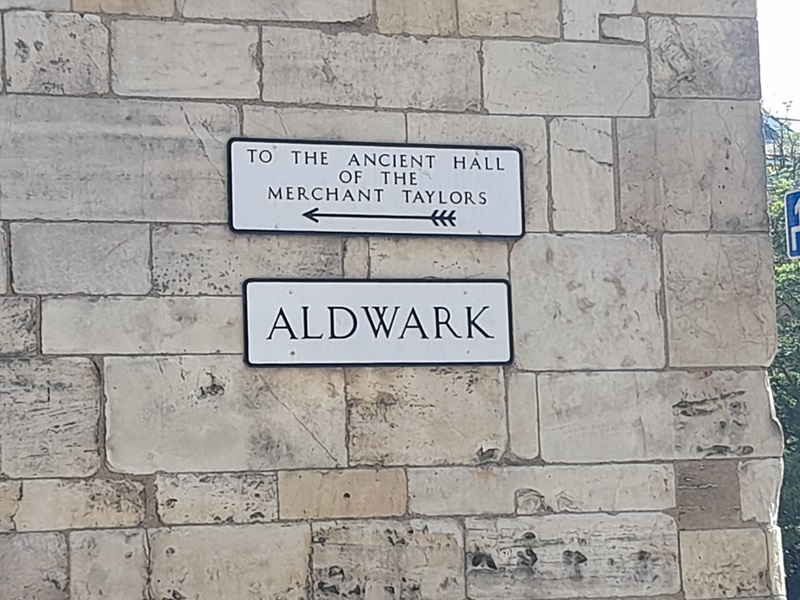 TO THE ANCIENT HALL
OF THE
MERCHANT TAYLORS
ALDWARK